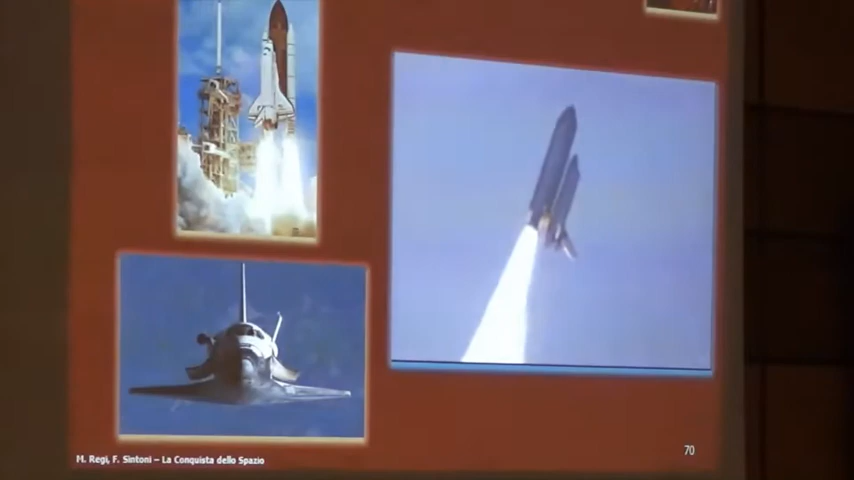 M. Regi, F. Sintoni – La Conquista dello Spazio
70